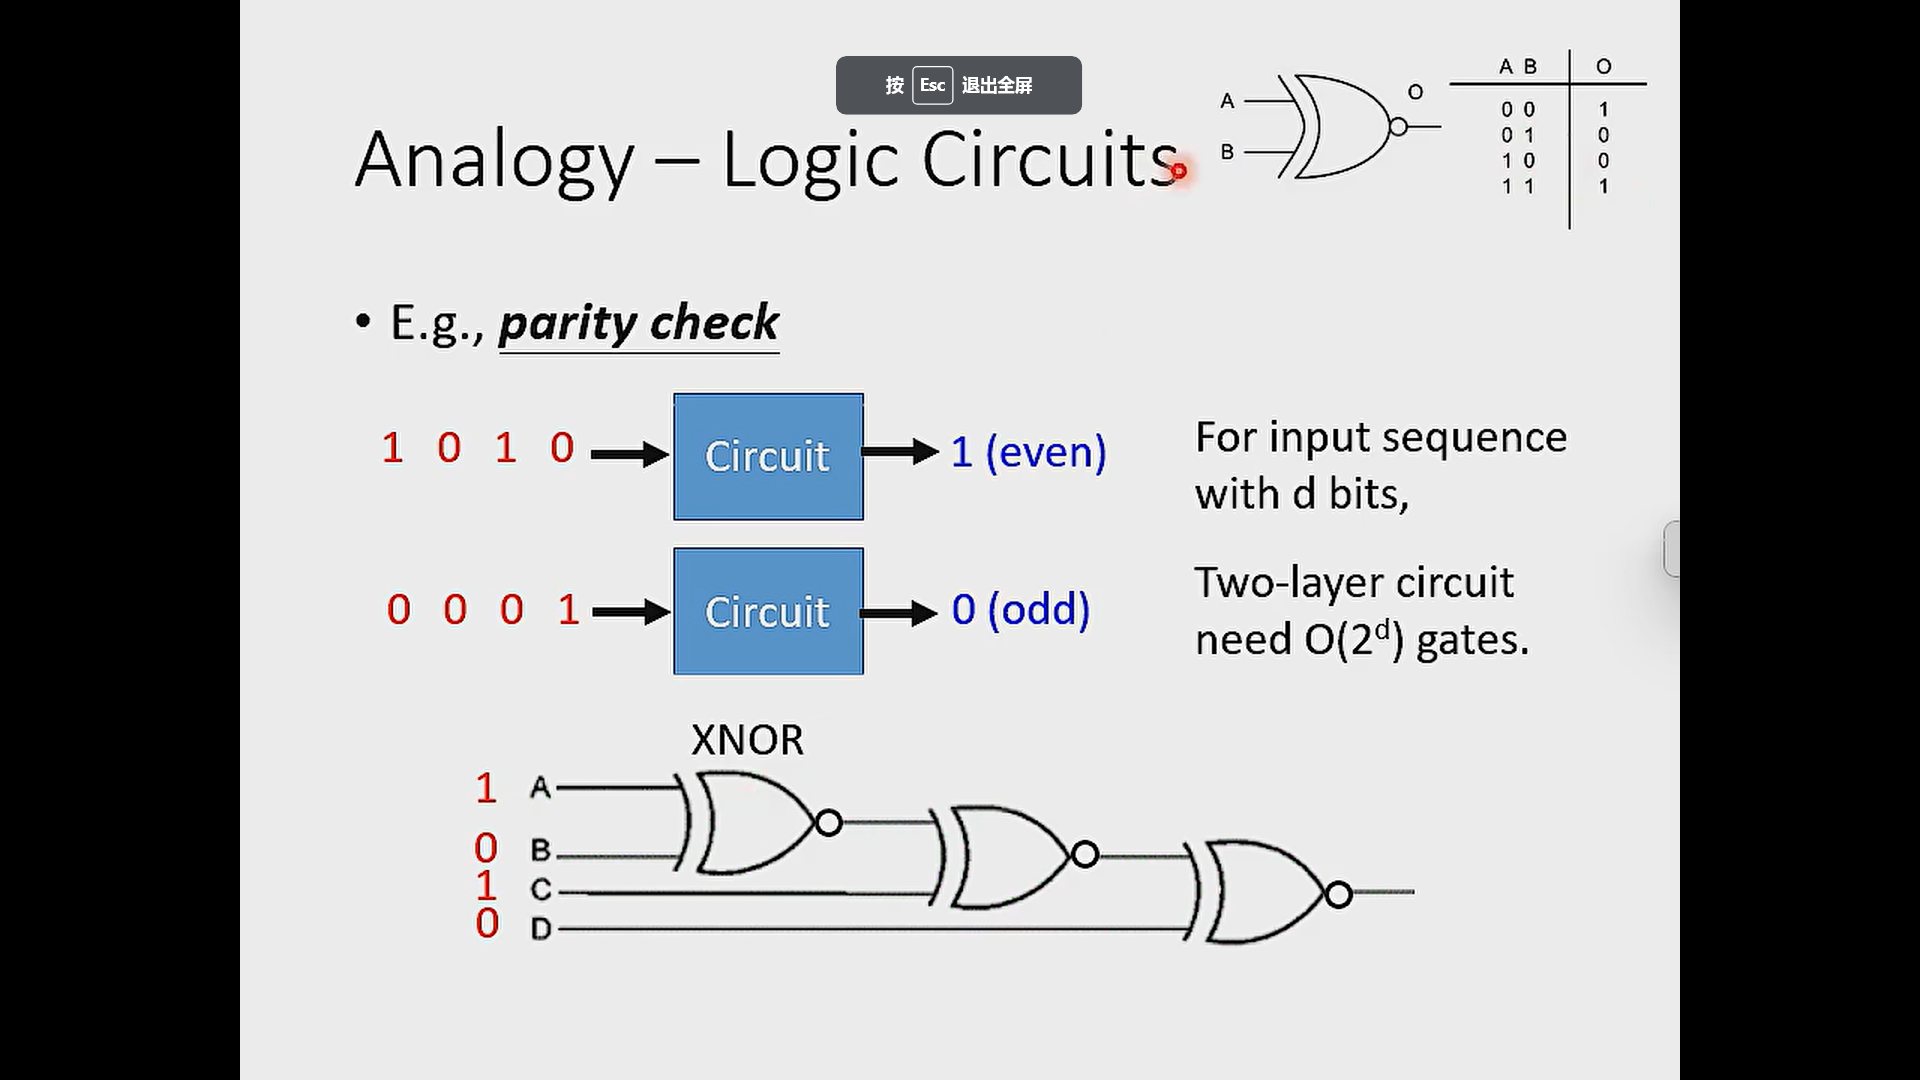 按 Esc 退出全屏
Analogy – Logic Circuits
A B O
0 0 1
0 1 0
1 0 0
1 1 1
A
B
O
• E.g., parity check
1 0 1 0 Circuit 1 (even)
0 0 0 1 Circuit 0 (odd)
For input sequence
with d bits,
Two-layer circuit
need O(2ᵈ) gates.
XNOR
1 A
0 B
1 C
0 D